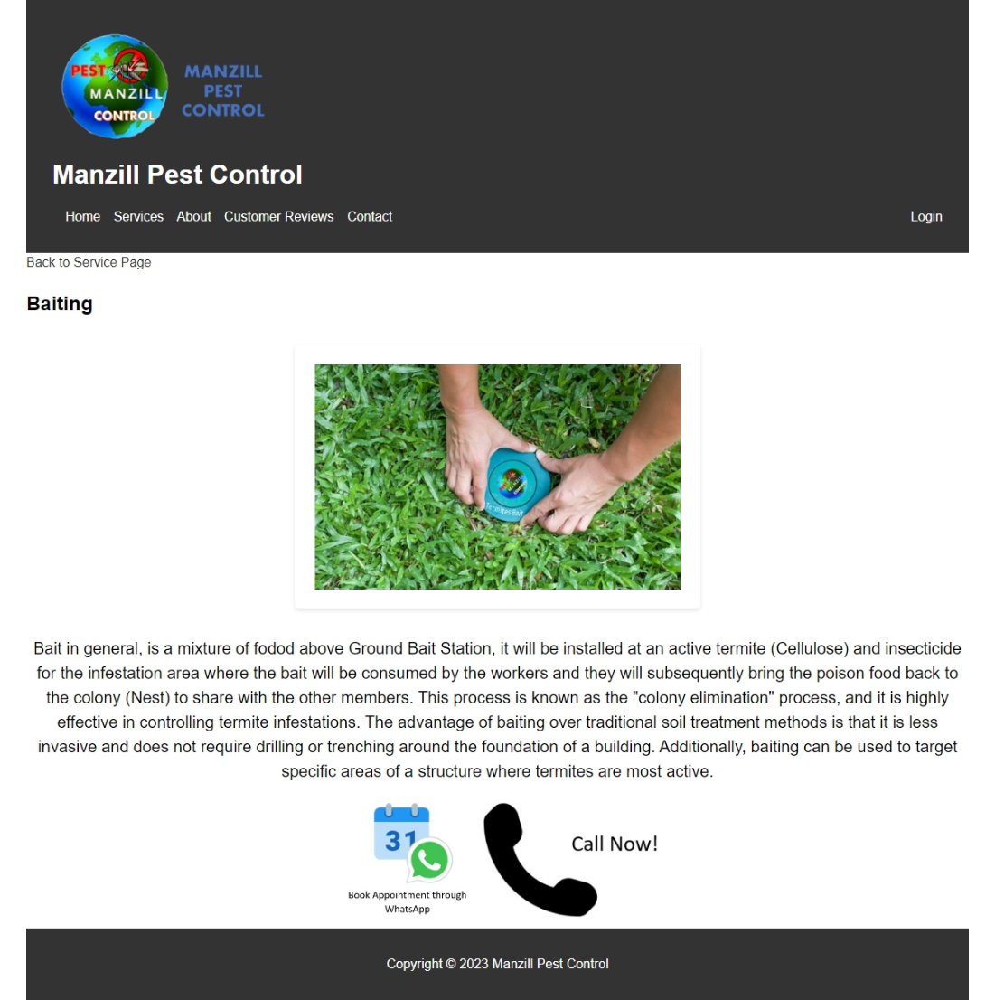 PEST
MANZILL
CONTROL
MANZILL
PEST
CONTROL
Manzill Pest Control
Home Services About Customer Reviews Contact Login
Back to Service Page
Baiting
Termites Bait
Bait in general, is a mixture of fodod above Ground Bait Station, it will be installed at an active termite (Cellulose) and insecticide
for the infestation area where the bait will be consumed by the workers and they will subsequently bring the poison food back to
the colony (Nest) to share with the other members. This process is known as the "colony elimination" process, and it is highly
effective in controlling termite infestations. The advantage of baiting over traditional soil treatment methods is that it is less
invasive and does not require drilling or trenching around the foundation of a building. Additionally, baiting can be used to target
specific areas of a structure where termites are most active.
31
Call Now!
Book Appointment through
WhatsApp
Copyright © 2023 Manzill Pest Control